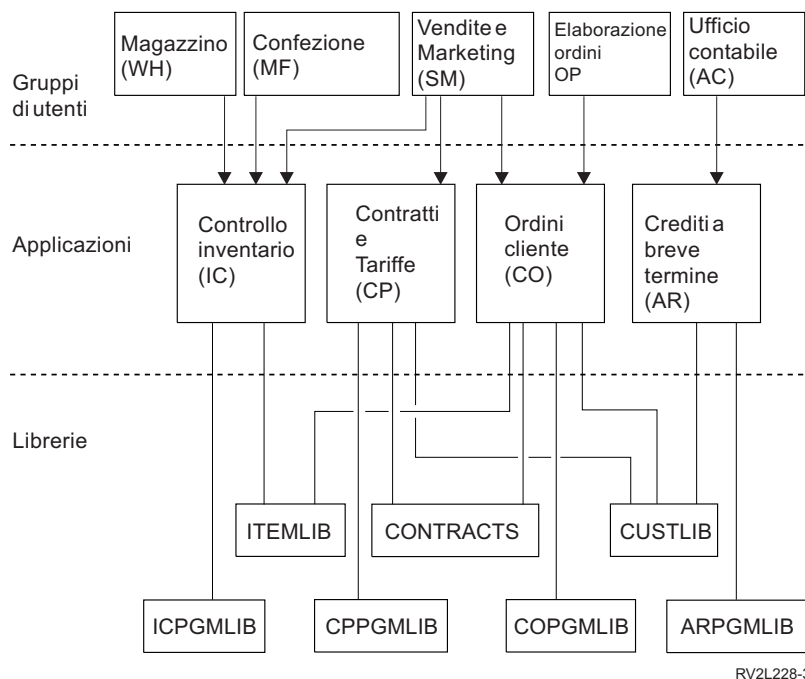 Magazzino
(WH)
Confezione
(MF)
Vendite e
Marketing
(SM)
Elaborazione
ordini
OP
Ufficio
contabile
(AC)
Gruppi
di utenti
Applicazioni
Controllo
inventario
(IC)
Contratti
e
Tariffe
(CP)
Ordini
cliente
(CO)
Crediti a
breve
termine
(AR)
Librerie
ITEMLIB
CONTRACTS
CUSTLIB
ICPGMLIB
CPPGMLIB
COPGMLIB
ARPGMLIB
RV2L228-3